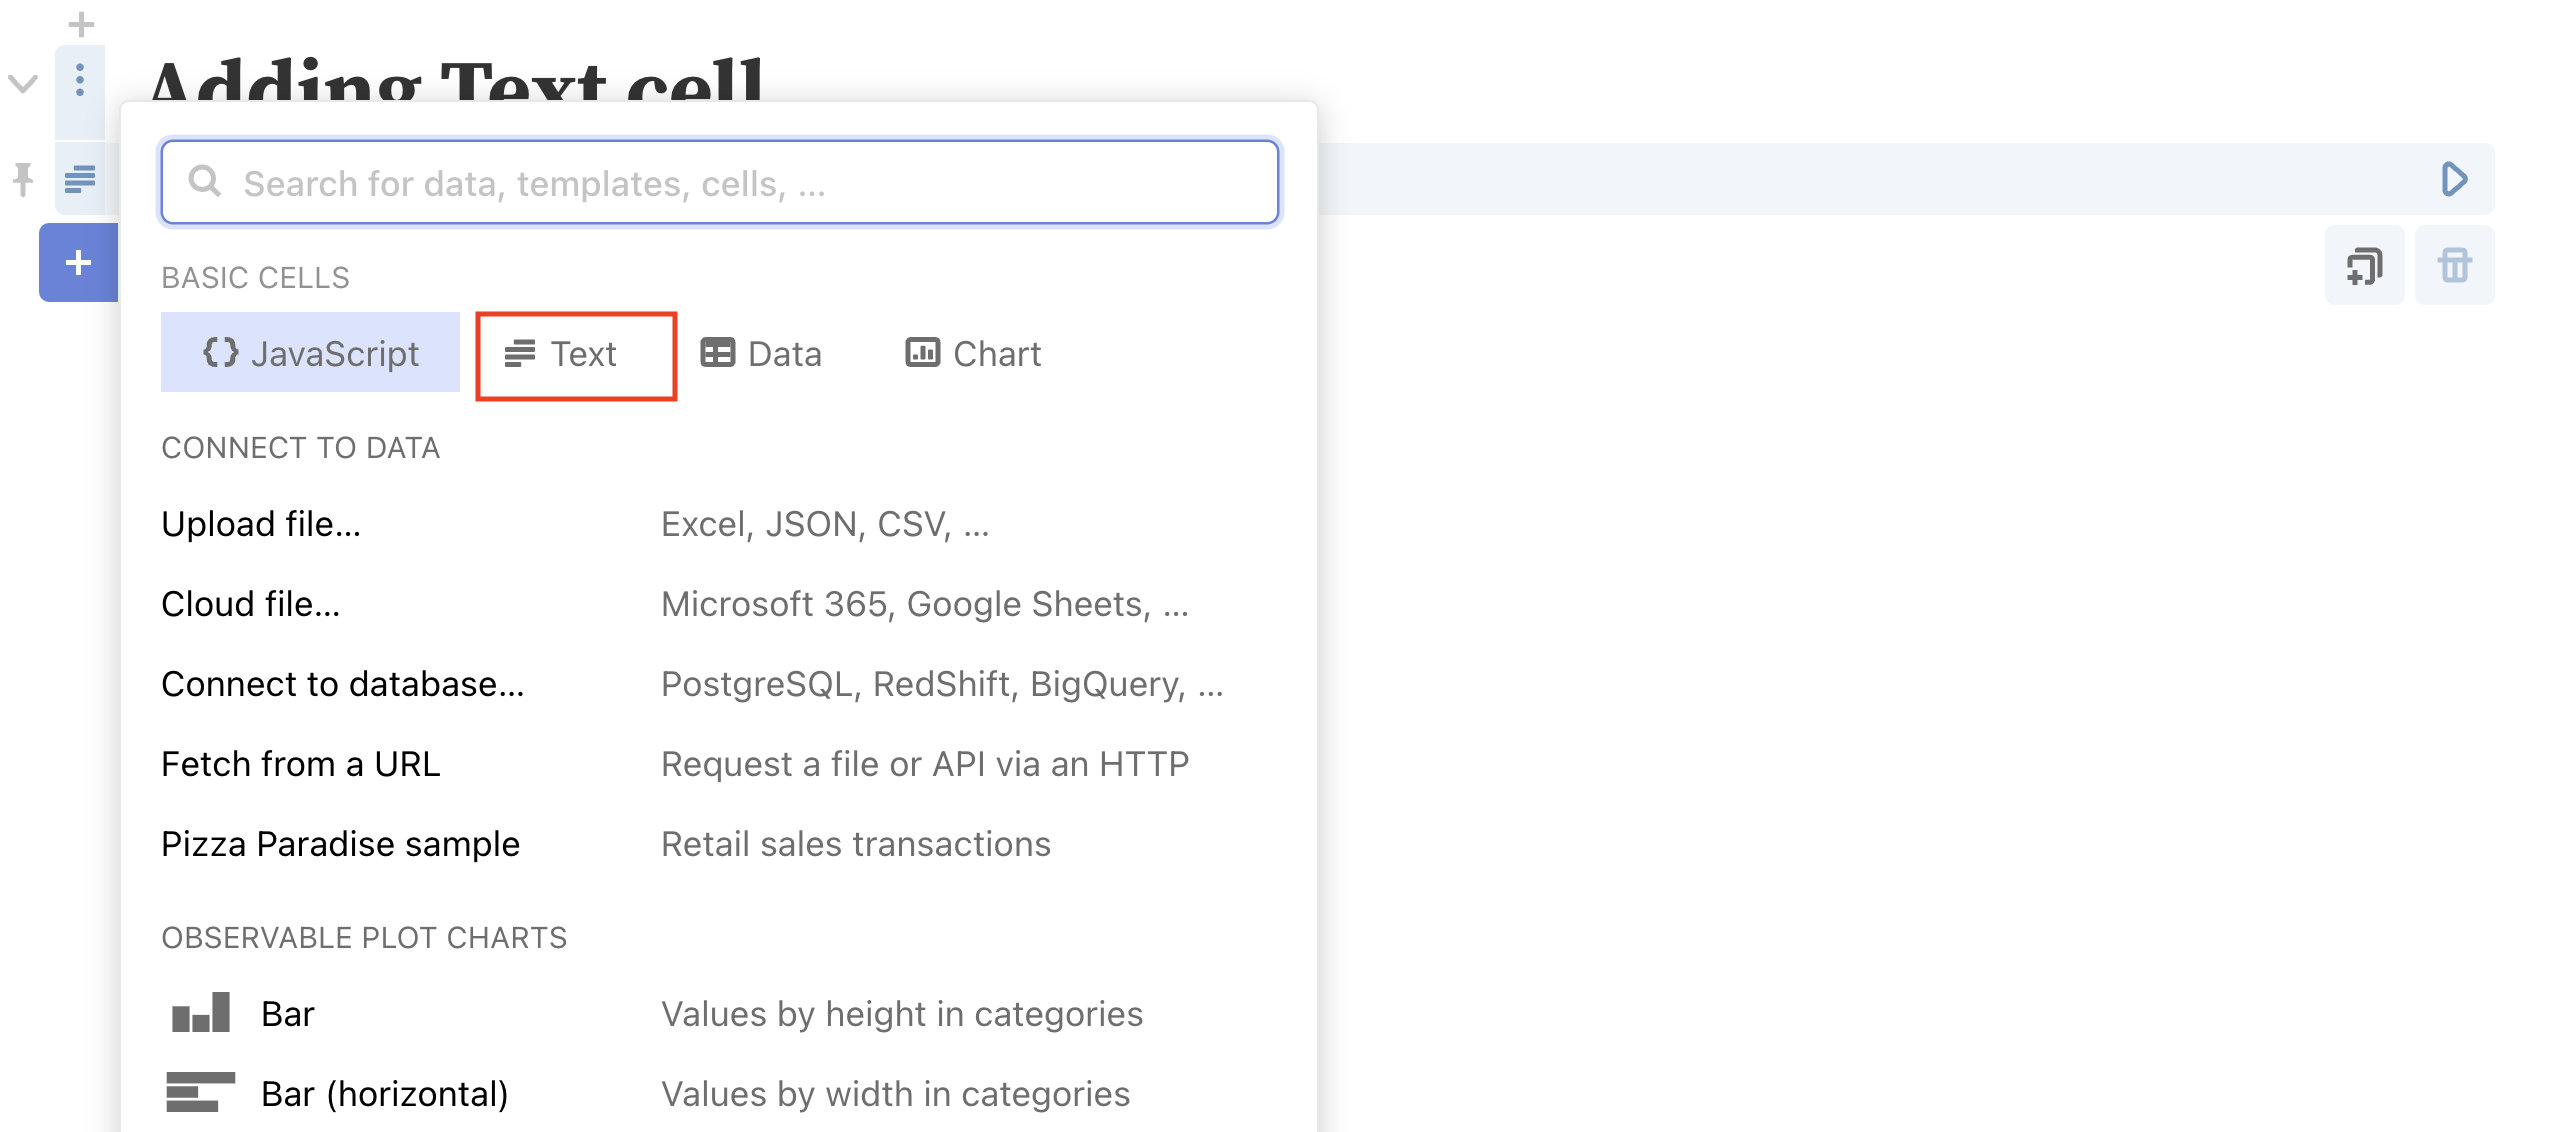 Adding Text cell
Search for data, templates, cells, ...
BASIC CELLS
JavaScript Text Data Chart
CONNECT TO DATA
Upload file... Excel, JSON, CSV, ...
Cloud file... Microsoft 365, Google Sheets, ...
Connect to database... PostgreSQL, RedShift, BigQuery, ...
Fetch from a URL Request a file or API via an HTTP
Pizza Paradise sample Retail sales transactions
OBSERVABLE PLOT CHARTS
Bar Values by height in categories
Bar (horizontal) Values by width in categories